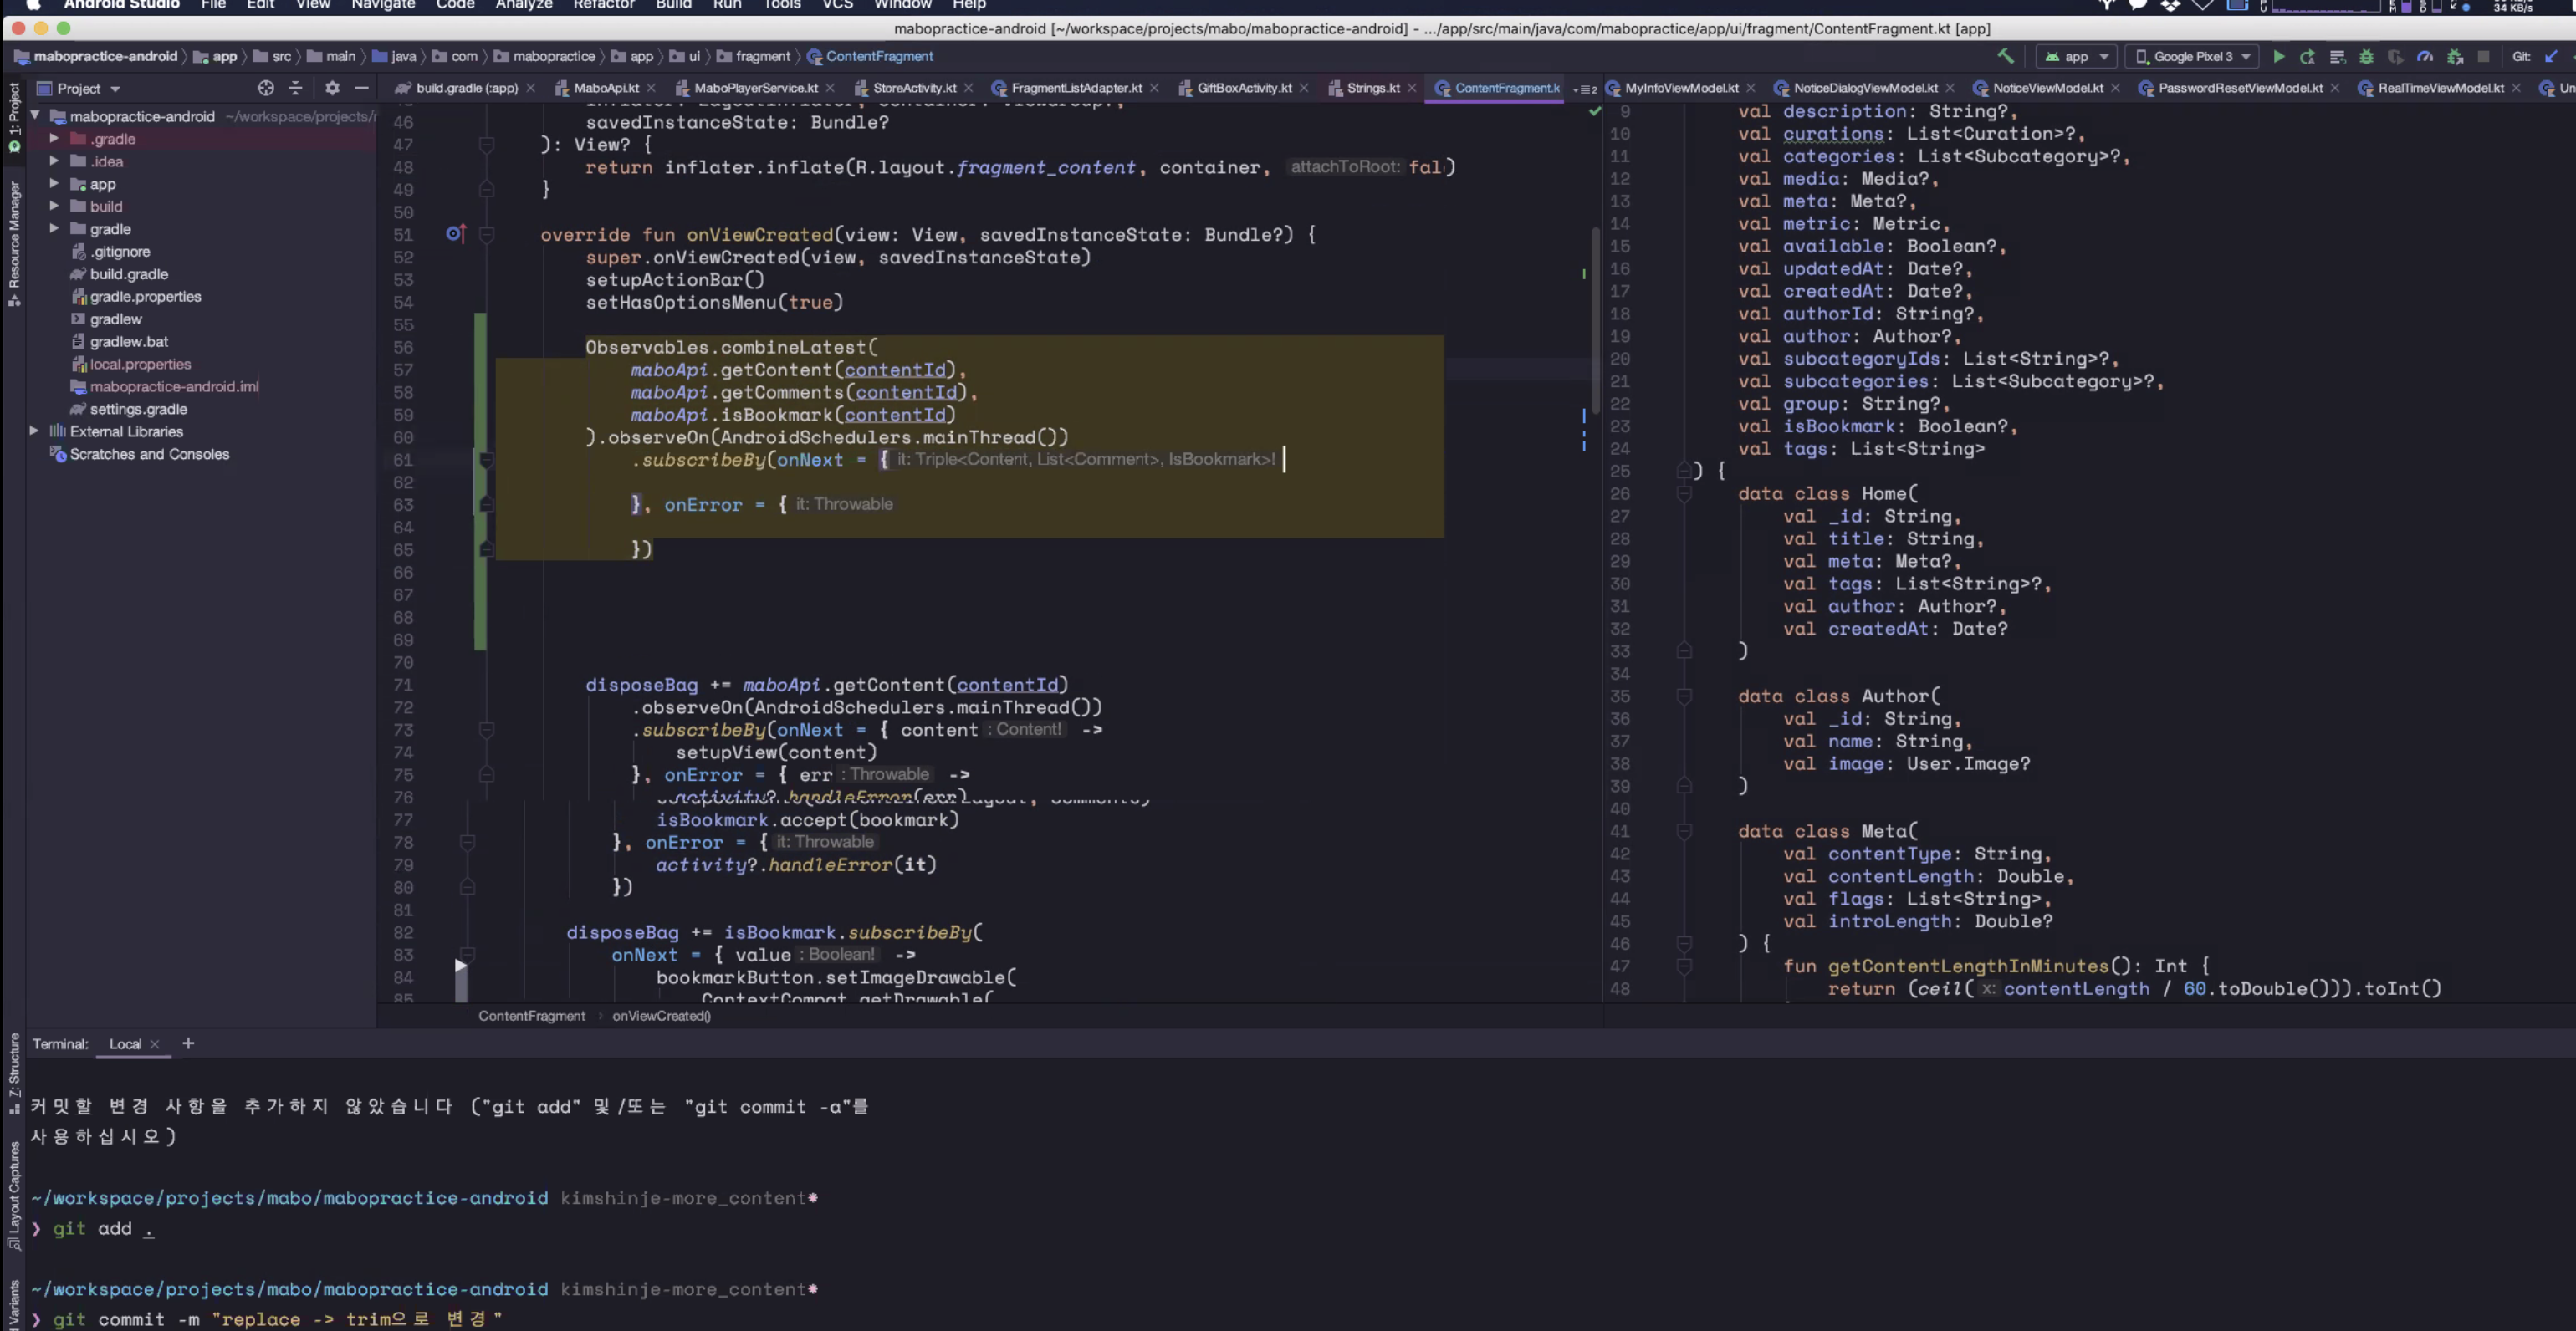 Android Studio File Edit View Navigate Code Analyze Refactor Build Run Tools VCS Window Help
34 KB/s
mabopractice-android [~/workspace/projects/mabo/mabopractice-android] - .../app/src/main/java/com/mabopractice/app/ui/fragment/ContentFragment.kt [app]
mabopractice-android app src main java com mabopractice app ui fragment ContentFragment
app Google Pixel 3 Git:
Project
build.gradle (:app) MaboApi.kt MaboPlayerService.kt StoreActivity.kt FragmentListAdapter.kt GiftBoxActivity.kt Strings.kt ContentFragment.k
MyInfoViewModel.kt NoticeDialogViewModel.kt NoticeViewModel.kt PasswordResetViewModel.kt RealTimeViewModel.kt Un
1: Project
Resource Manager
mabopractice-android ~/workspace/projects/
.gradle
.idea
app
build
gradle
.gitignore
build.gradle
gradle.properties
gradlew
gradlew.bat
local.properties
mabopractice-android.iml
settings.gradle
External Libraries
Scratches and Consoles
46 savedInstanceState: Bundle?
47 ): View? {
48 return inflater.inflate(R.layout.fragment_content, container, attachToRoot: fal)
49 }
50
51 override fun onViewCreated(view: View, savedInstanceState: Bundle?) {
52 super.onViewCreated(view, savedInstanceState)
53 setupActionBar()
54 setHasOptionsMenu(true)
55
56 Observables.combineLatest(
57 maboApi.getContent(contentId),
58 maboApi.getComments(contentId),
59 maboApi.isBookmark(contentId)
60 ).observeOn(AndroidSchedulers.mainThread())
61 .subscribeBy(onNext = { it: Triple<Content, List<Comment>, IsBookmark>!
62
63 }, onError = { it: Throwable
64
65 })
66
67
68
69
70
71 disposeBag += maboApi.getContent(contentId)
72 .observeOn(AndroidSchedulers.mainThread())
73 .subscribeBy(onNext = { content : Content! ->
74 setupView(content)
75 }, onError = { err : Throwable ->
76 activity?.handleError(err)
77 isBookmark.accept(bookmark)
78 }, onError = { it: Throwable
79 activity?.handleError(it)
80 })
81
82 disposeBag += isBookmark.subscribeBy(
83 onNext = { value : Boolean! ->
84 bookmarkButton.setImageDrawable(
85 ContextCompat.getDrawable(
ContentFragment onViewCreated()
9 val description: String?,
10 val curations: List<Curation>?,
11 val categories: List<Subcategory>?,
12 val media: Media?,
13 val meta: Meta?,
14 val metric: Metric,
15 val available: Boolean?,
16 val updatedAt: Date?,
17 val createdAt: Date?,
18 val authorId: String?,
19 val author: Author?,
20 val subcategoryIds: List<String>?,
21 val subcategories: List<Subcategory>?,
22 val group: String?,
23 val isBookmark: Boolean?,
24 val tags: List<String>
25 ) {
26 data class Home(
27 val _id: String,
28 val title: String,
29 val meta: Meta?,
30 val tags: List<String>?,
31 val author: Author?,
32 val createdAt: Date?
33 )
34
35 data class Author(
36 val _id: String,
37 val name: String,
38 val image: User.Image?
39 )
40
41 data class Meta(
42 val contentType: String,
43 val contentLength: Double,
44 val flags: List<String>,
45 val introLength: Double?
46 ) {
47 fun getContentLengthInMinutes(): Int {
48 return (ceil( x: contentLength / 60.toDouble())).toInt()
Terminal: Local +
Z: Structure
Layout Captures
Variants
커밋할 변경 사항을 추가하지 않았습니다 ("git add" 및/또는 "git commit -a"를
사용하십시오)
~/workspace/projects/mabo/mabopractice-android kimshinje-more_content*
❯ git add .
~/workspace/projects/mabo/mabopractice-android kimshinje-more_content*
❯ git commit -m "replace -> trim으로 변경"